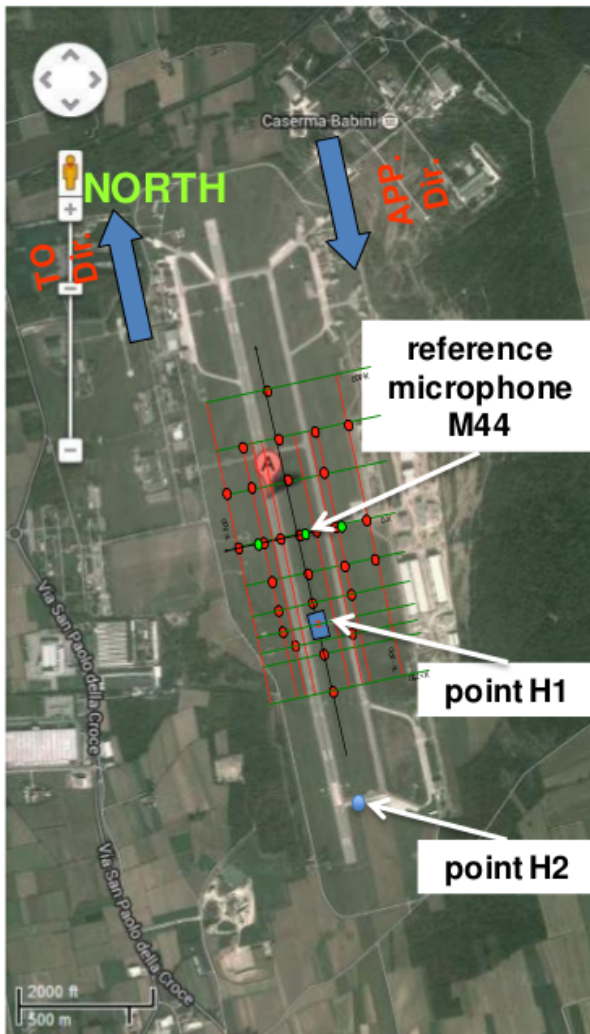 Caserma Babini
NORTH
APP.
Dir.
TO
Dir.
reference
microphone
M44
A
point H1
point H2
Via San Paolo della Croce
Via San Paolo della Croce
2000 ft
500 m